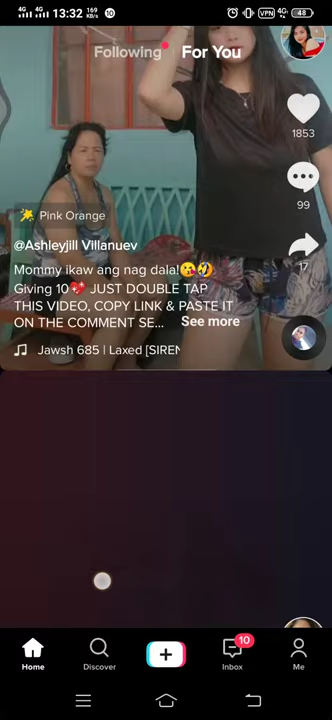 4G 4G 13:32 169 KB/S 10 VPN 4G 48
Following For You
1853
99
17
Pink Orange
@Ashleyjill Villanuev
Mommy ikaw ang nag dala!😘🤣
Giving 10💖 JUST DOUBLE TAP
THIS VIDEO, COPY LINK & PASTE IT
ON THE COMMENT SE... See more
Jawsh 685 | Laxed [SIREN
10
Home Discover Inbox Me